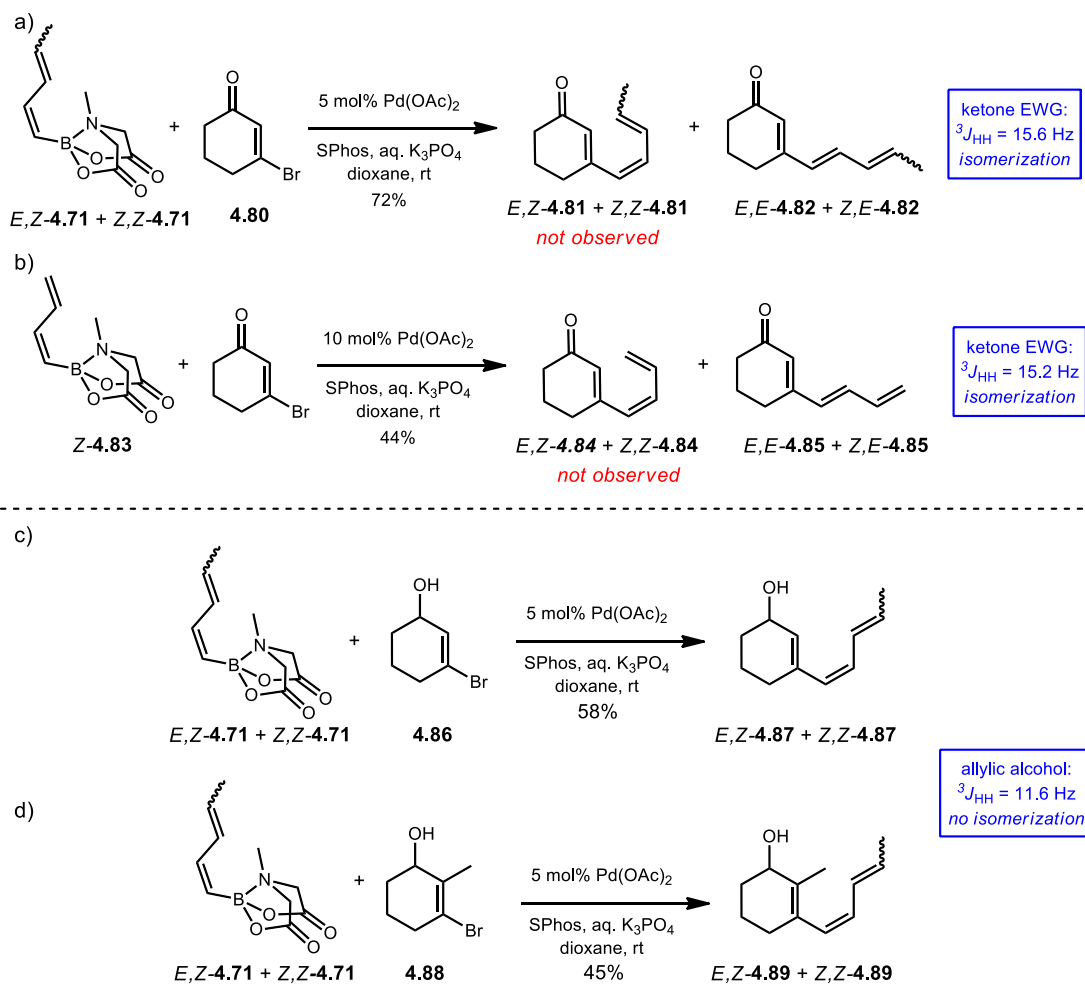 a)
N
B
O
O
O
O
+
O
Br
5 mol% Pd(OAc)2
SPhos, aq. K3PO4
dioxane, rt
72%
O
+
O
ketone EWG:
3JHH = 15.6 Hz
isomerization
E,Z-4.71 + Z,Z-4.71
4.80
E,Z-4.81 + Z,Z-4.81
E,E-4.82 + Z,E-4.82
not observed
b)
N
B
O
O
O
O
+
O
Br
10 mol% Pd(OAc)2
SPhos, aq. K3PO4
dioxane, rt
44%
O
+
O
ketone EWG:
3JHH = 15.2 Hz
isomerization
Z-4.83
E,Z-4.84 + Z,Z-4.84
E,E-4.85 + Z,E-4.85
not observed
c)
N
B
O
O
O
O
+
OH
Br
5 mol% Pd(OAc)2
SPhos, aq. K3PO4
dioxane, rt
58%
OH
E,Z-4.71 + Z,Z-4.71
4.86
E,Z-4.87 + Z,Z-4.87
allylic alcohol:
3JHH = 11.6 Hz
no isomerization
d)
N
B
O
O
O
O
+
OH
Br
5 mol% Pd(OAc)2
SPhos, aq. K3PO4
dioxane, rt
45%
OH
E,Z-4.71 + Z,Z-4.71
4.88
E,Z-4.89 + Z,Z-4.89